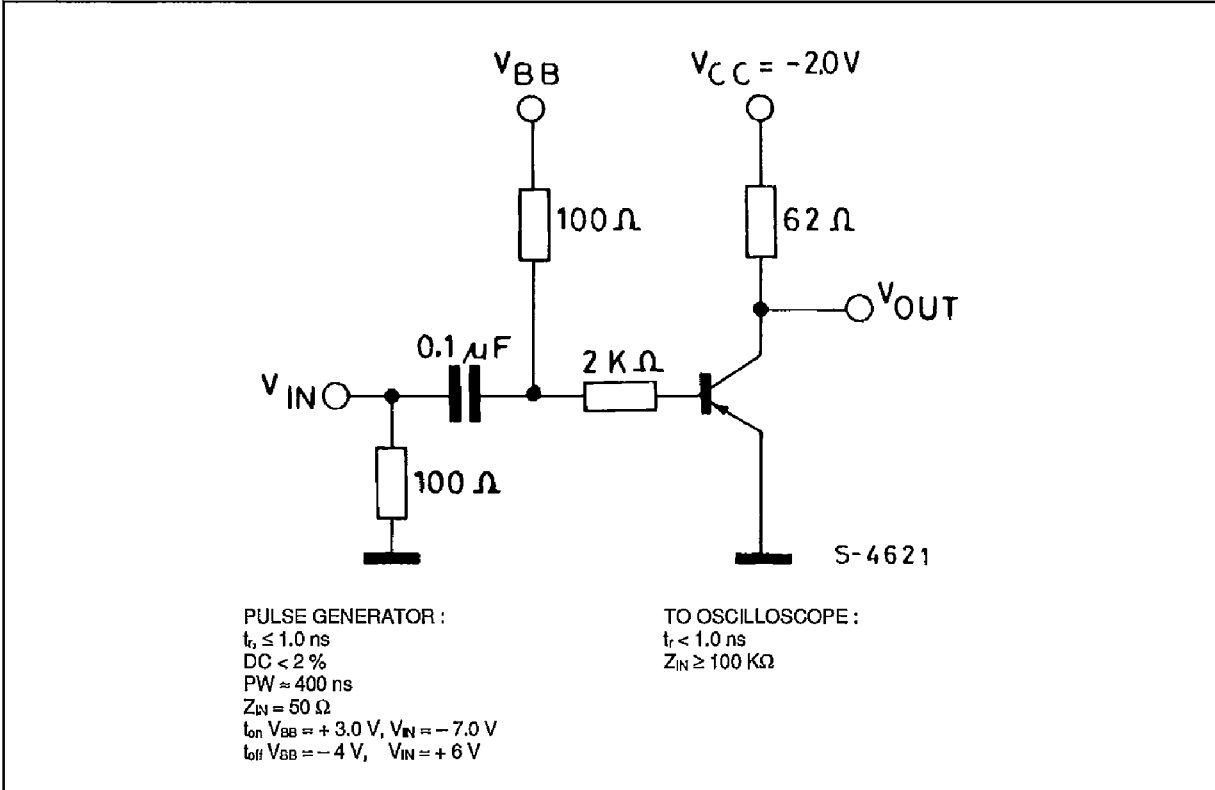 VBB
VCC = -2.0V
100 Ω
62 Ω
VOUT
0.1 µF
2 KΩ
VIN
100 Ω
S-4621
PULSE GENERATOR :
tr, ≤ 1.0 ns
DC < 2 %
PW ≈ 400 ns
ZIN = 50 Ω
ton VBB = + 3.0 V, VIN = – 7.0 V
toff VBB = – 4 V, VIN = + 6 V
TO OSCILLOSCOPE :
tr < 1.0 ns
ZIN ≥ 100 KΩ